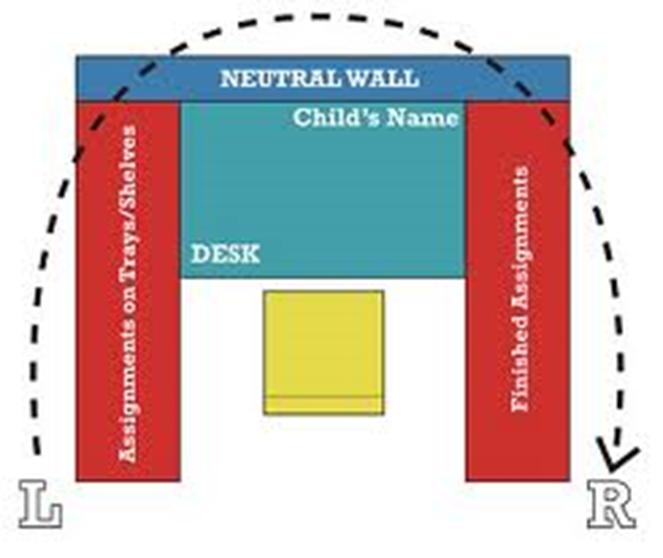 NEUTRAL WALL
Child's Name
Assignments on Trays/Shelves
DESK
Finished Assignments
L
R